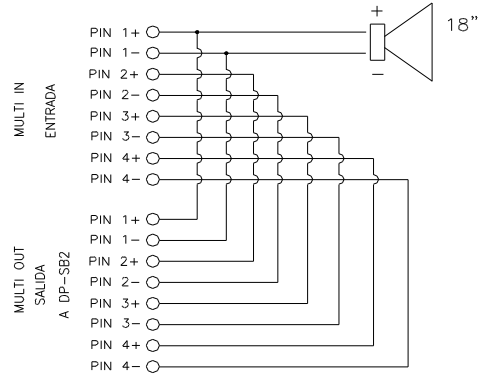 MULTI IN
ENTRADA
PIN 1+
PIN 1-
PIN 2+
PIN 2-
PIN 3+
PIN 3-
PIN 4+
PIN 4-
+
-
18"
MULTI OUT
SALIDA
A DP-SB2
PIN 1+
PIN 1-
PIN 2+
PIN 2-
PIN 3+
PIN 3-
PIN 4+
PIN 4-